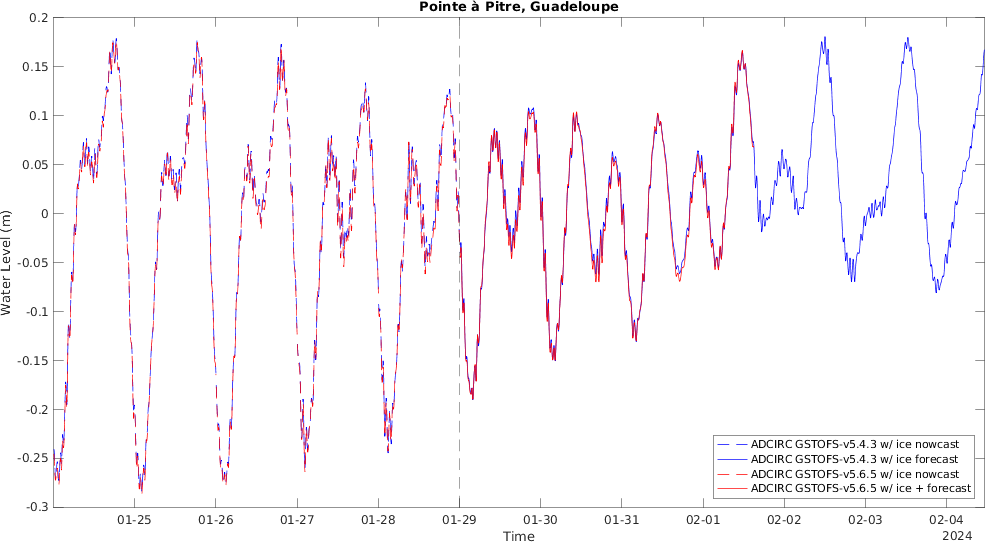 Pointe à Pitre, Guadeloupe
Water Level (m)
0.2
0.15
0.1
0.05
0
-0.05
-0.1
-0.15
-0.2
-0.25
-0.3
ADCIRC GSTOFS-v5.4.3 w/ ice nowcast
ADCIRC GSTOFS-v5.4.3 w/ ice forecast
ADCIRC GSTOFS-v5.6.5 w/ ice nowcast
ADCIRC GSTOFS-v5.6.5 w/ ice + forecast
01-25 01-26 01-27 01-28 01-29 01-30 01-31 02-01 02-02 02-03 02-04
Time
2024